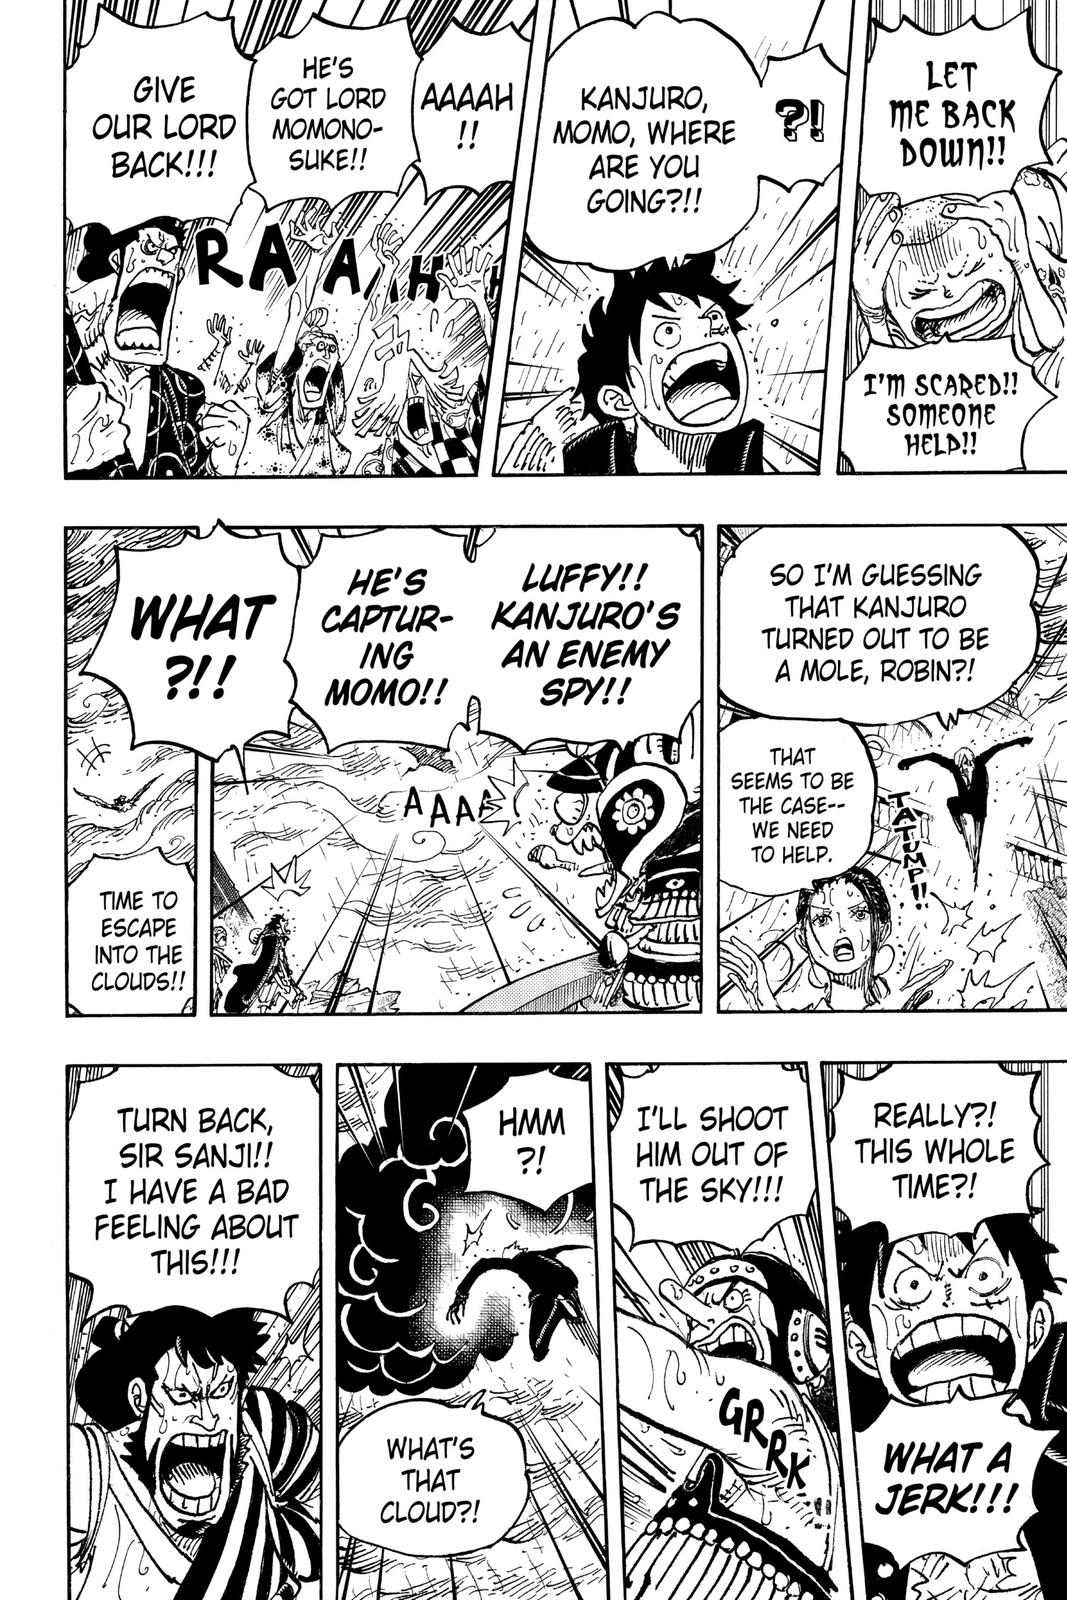 LET
ME BACK
DOWN!!
I'M SCARED!!
SOMEONE
HELP!!
?!
KANJURO,
MOMO, WHERE
ARE YOU
GOING?!!
AAAAH
!!
HE'S
GOT LORD
MOMONO-
SUKE!!
GIVE
OUR LORD
BACK!!!
RAAAHH
SO I'M GUESSING
THAT KANJURO
TURNED OUT TO BE
A MOLE, ROBIN?!
THAT
SEEMS TO BE
THE CASE--
WE NEED
TO HELP.
TATUMP!!
LUFFY!!
KANJURO'S
AN ENEMY
SPY!!
HE'S
CAPTUR-
ING
MOMO!!
AAAA
WHAT
?!!
TIME TO
ESCAPE
INTO THE
CLOUDS!!
REALLY?!
THIS WHOLE
TIME?!
WHAT A
JERK!!!
I'LL SHOOT
HIM OUT OF
THE SKY!!!
GRRRK!!
HMM
?!
WHAT'S
THAT
CLOUD?!
TURN BACK,
SIR SANJI!!
I HAVE A BAD
FEELING ABOUT
THIS!!!